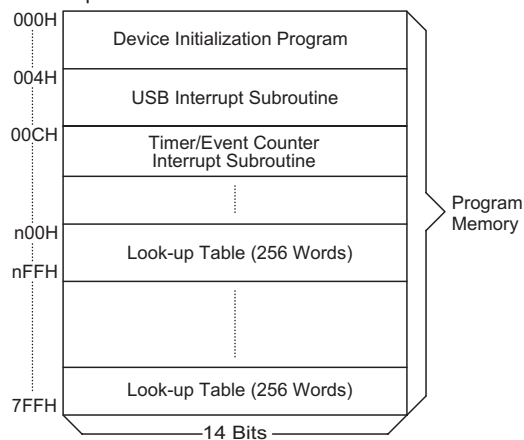 000H
Device Initialization Program
004H
USB Interrupt Subroutine
00CH
Timer/Event Counter
Interrupt Subroutine
Program
Memory
n00H
Look-up Table (256 Words)
nFFH
Look-up Table (256 Words)
7FFH
14 Bits